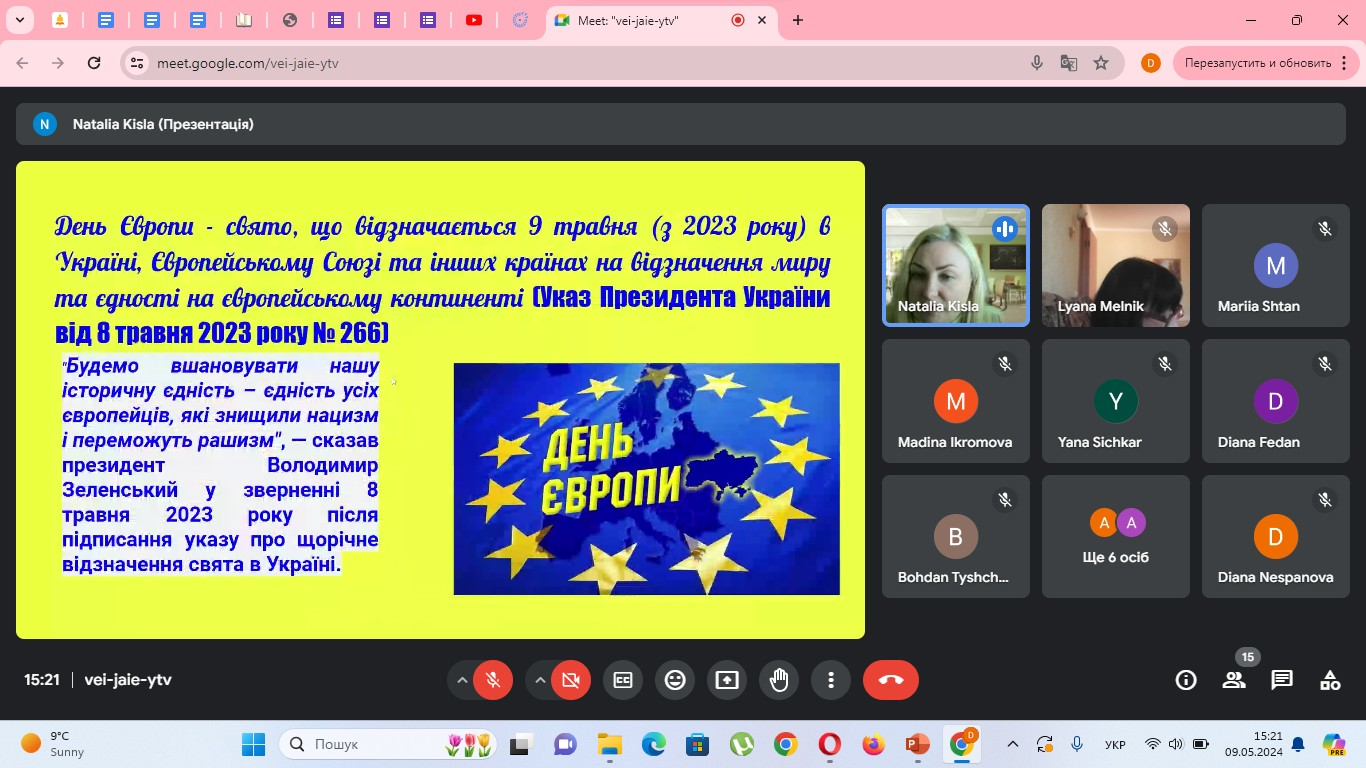 Meet: "vei-jaie-ytv"
meet.google.com/vei-jaie-ytv
D
Перезапустить и обновить
N
Natalia Kisla (Презентація)
День Європи - свято, що відзначається 9 травня (з 2023 року) в
Україні, Європейському Союзі та інших країнах на відзначення миру
та єдності на європейському континенті (Указ Президента України
від 8 травня 2023 року № 266)
"Будемо вшановувати нашу
історичну єдність – єдність усіх
європейців, які знищили нацизм
і переможуть рашизм", — сказав
президент Володимир
Зеленський у зверненні 8
травня 2023 року після
підписання указу про щорічне
відзначення свята в Україні.
ДЕНЬ
ЄВРОПИ
Natalia Kisla
Lyana Melnik
M
Mariia Shtan
M
Madina Ikromova
Y
Yana Sichkar
D
Diana Fedan
B
Bohdan Tyshch...
A A
Ще 6 осіб
D
Diana Nespanova
15:21 | vei-jaie-ytv
15
9°C
Sunny
Пошук
D
УКР
15:21
09.05.2024
PRE